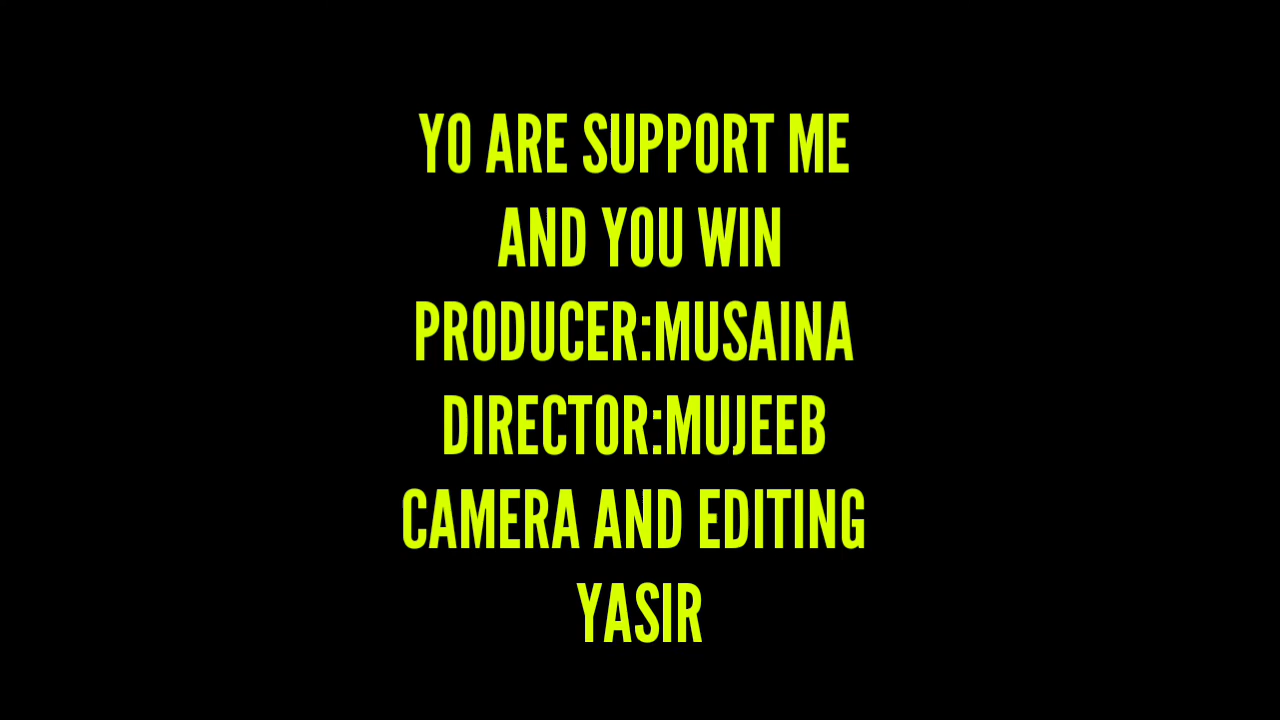 YO ARE SUPPORT ME
AND YOU WIN
PRODUCER:MUSAINA
DIRECTOR:MUJEEB
CAMERA AND EDITING
YASIR